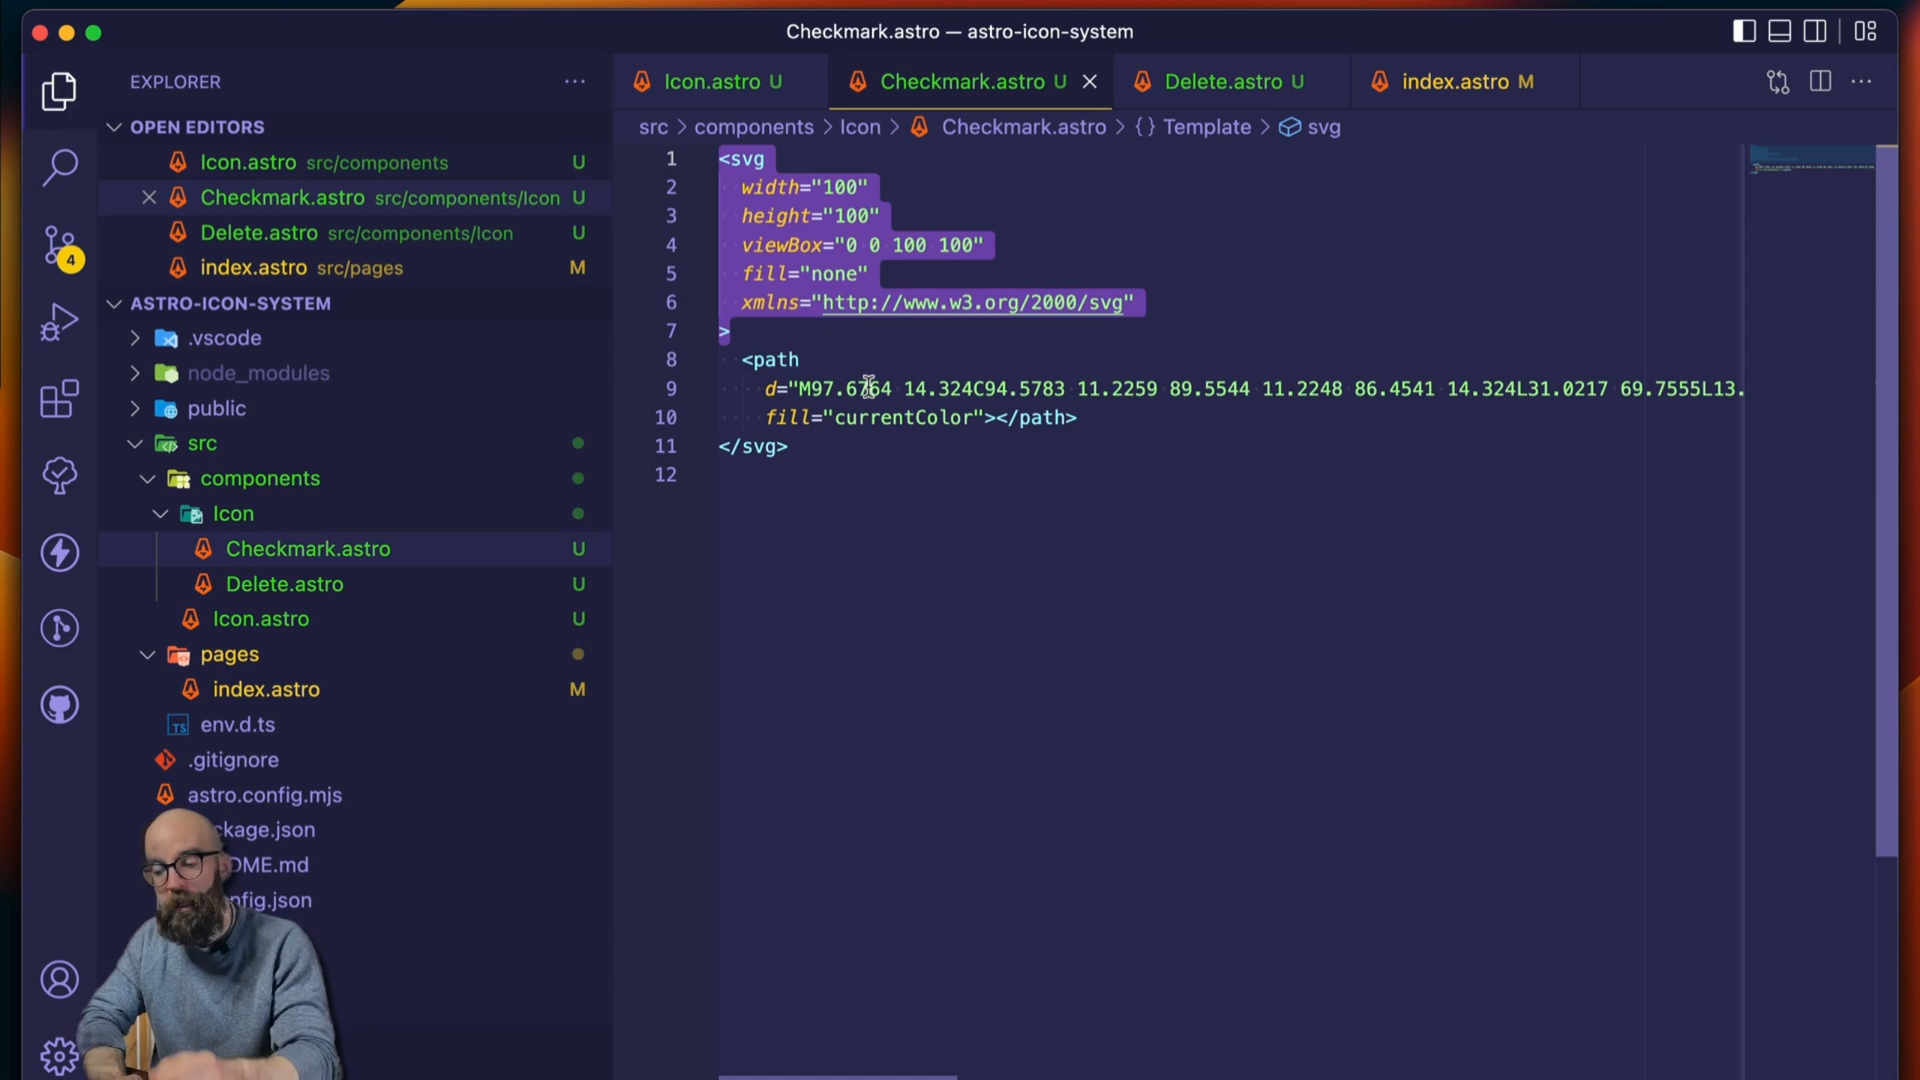 Checkmark.astro — astro-icon-system
EXPLORER
Icon.astro U
Checkmark.astro U
Delete.astro U
index.astro M
OPEN EDITORS
src > components > Icon > Checkmark.astro > {} Template > svg
Icon.astro src/components U
Checkmark.astro src/components/Icon U
Delete.astro src/components/Icon U
index.astro src/pages M
ASTRO-ICON-SYSTEM
.vscode
node_modules
public
src
components
Icon
Checkmark.astro U
Delete.astro U
Icon.astro U
pages
index.astro M
env.d.ts
.gitignore
astro.config.mjs
ckage.json
DME.md
nfig.json
4
1 <svg
2 width="100"
3 height="100"
4 viewBox="0 0 100 100"
5 fill="none"
6 xmlns="http://www.w3.org/2000/svg"
7 >
8 <path
9 d="M97.6764 14.324C94.5783 11.2259 89.5544 11.2248 86.4541 14.324L31.0217 69.7555L13.
10 fill="currentColor"></path>
11 </svg>
12